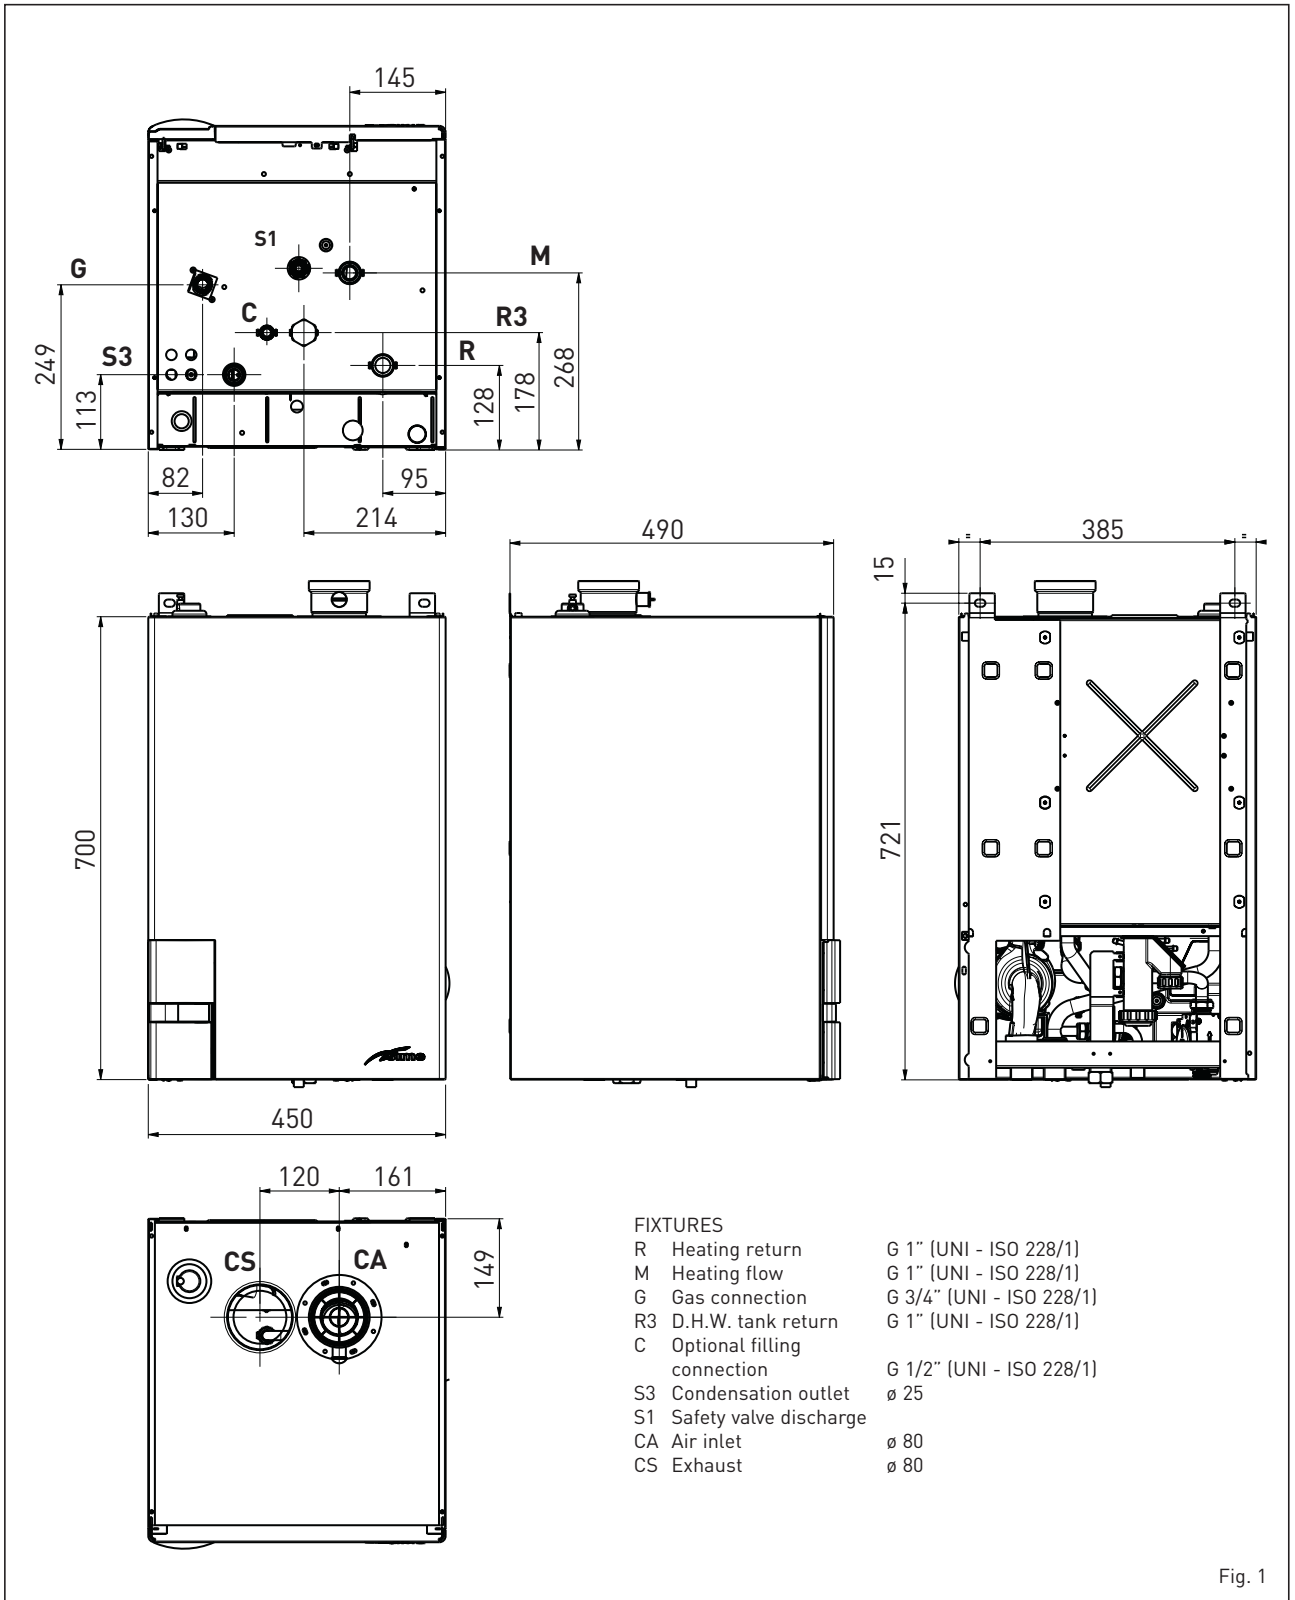 145
S1
G
M
C
R3
S3
R
249
113
128
178
268
82
95
130
214
490
385
=
=
15
700
721
sime
450
120
161
CS
CA
149
FIXTURES
R Heating return G 1” (UNI - ISO 228/1)
M Heating flow G 1” (UNI - ISO 228/1)
G Gas connection G 3/4” (UNI - ISO 228/1)
R3 D.H.W. tank return G 1” (UNI - ISO 228/1)
C Optional filling
connection G 1/2” (UNI - ISO 228/1)
S3 Condensation outlet ø 25
S1 Safety valve discharge
CA Air inlet ø 80
CS Exhaust ø 80
Fig. 1